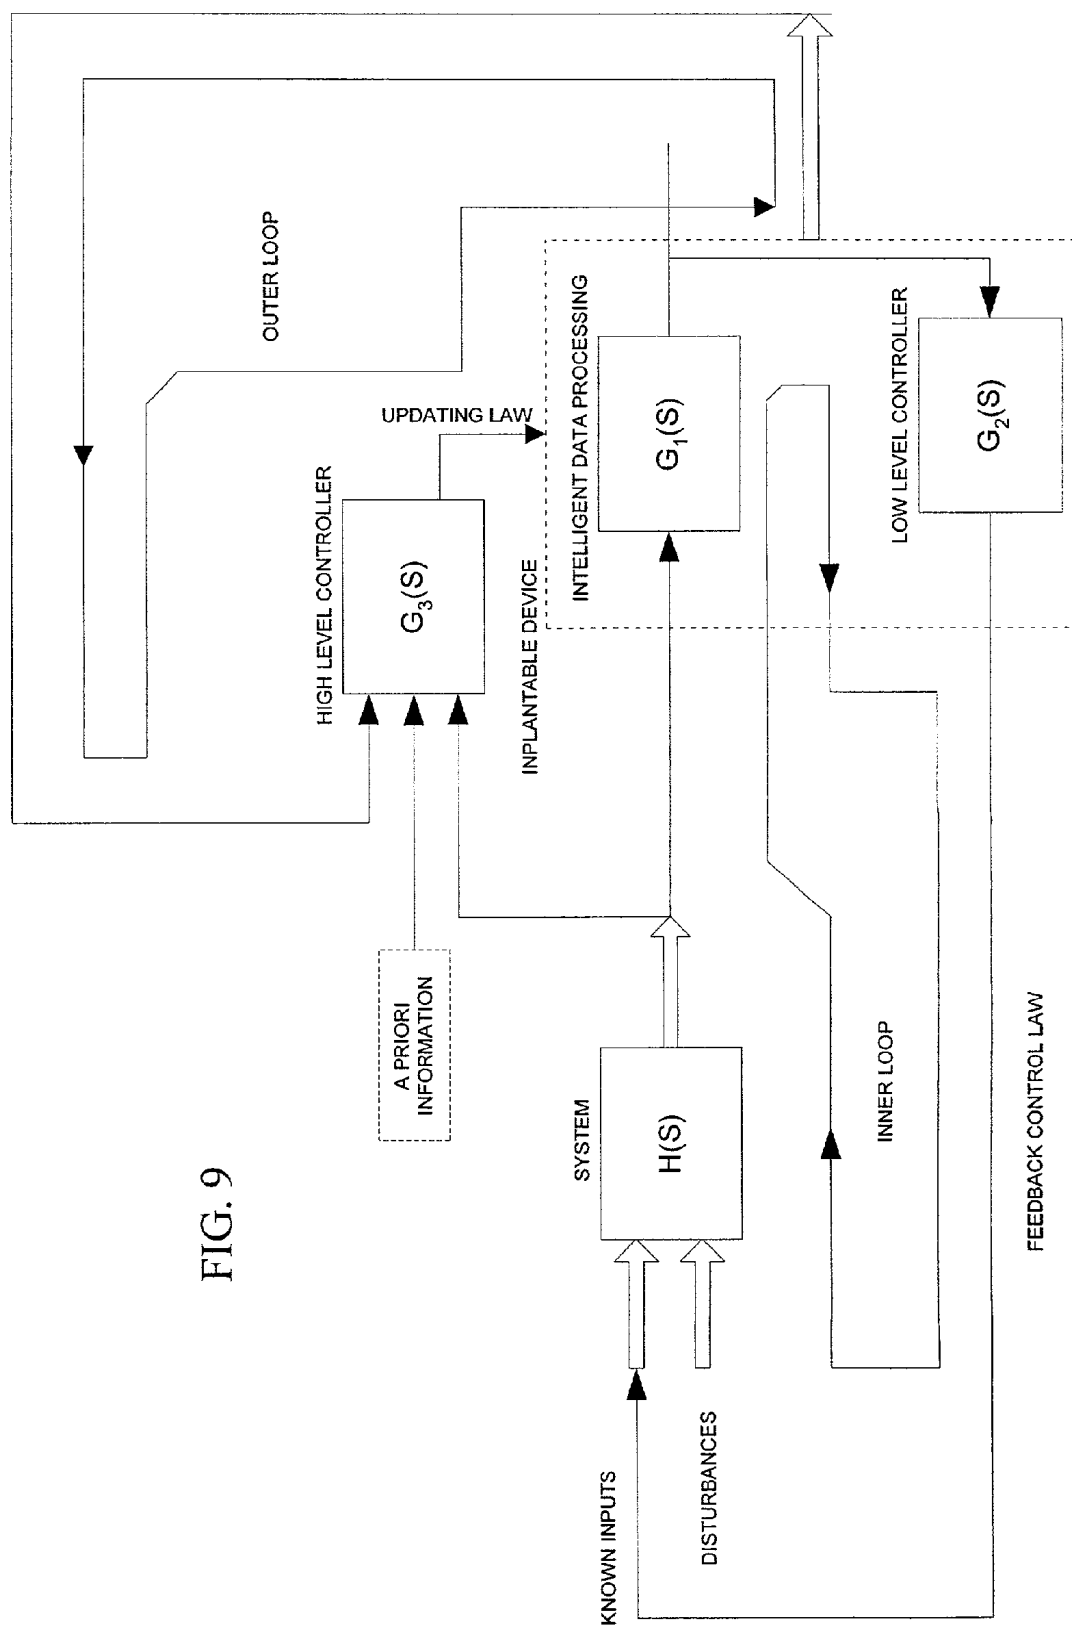 FIG. 9
OUTER LOOP
HIGH LEVEL CONTROLLER
G3(S)
UPDATING LAW
A PRIORI
INFORMATION
INPLANTABLE DEVICE
SYSTEM
H(S)
INTELLIGENT DATA PROCESSING
G1(S)
KNOWN INPUTS
DISTURBANCES
INNER LOOP
LOW LEVEL CONTROLLER
G2(S)
FEEDBACK CONTROL LAW